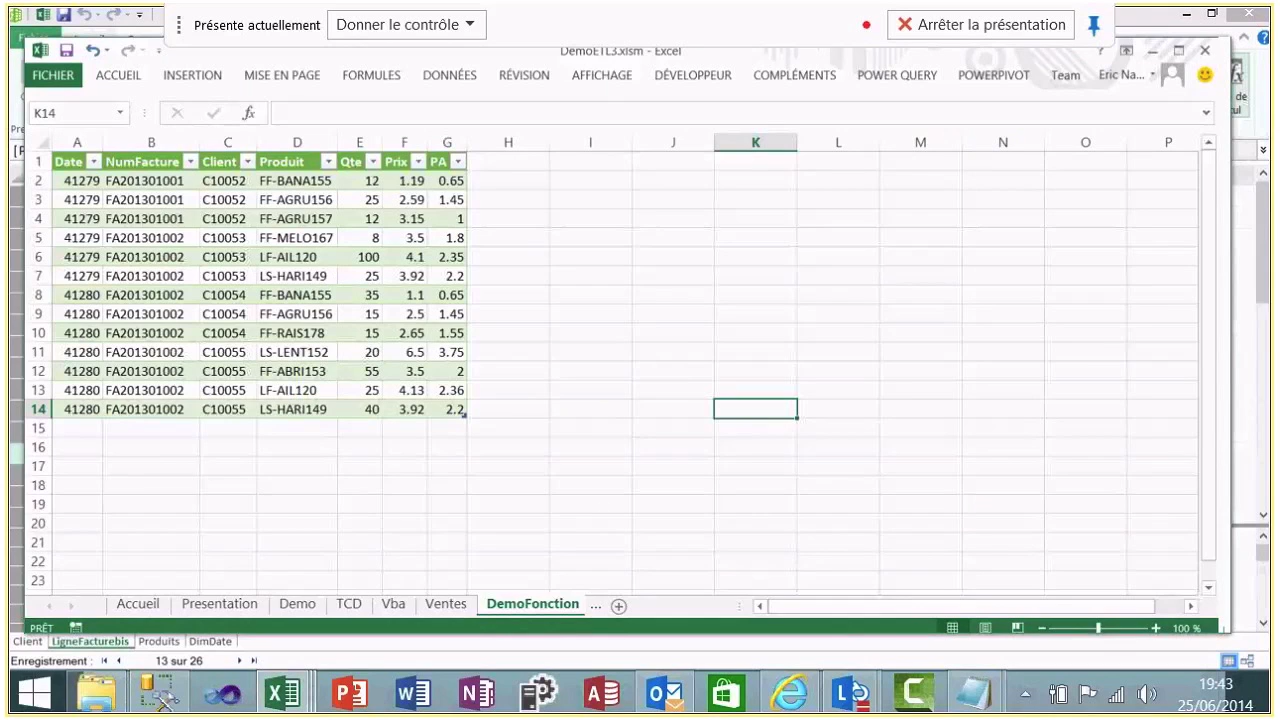 Présente actuellement Donner le contrôle Arrêter la présentation
DemoETL3.xlsm - Excel
FICHIER ACCUEIL INSERTION MISE EN PAGE FORMULES DONNÉES RÉVISION AFFICHAGE DÉVELOPPEUR COMPLÉMENTS POWER QUERY POWERPIVOT Team Eric Na...
K14 fx
A B C D E F G H I J K L M N O P
1 Date NumFacture Client Produit Qte Prix PA
2 41279 FA201301001 C10052 FF-BANA155 12 1.19 0.65
3 41279 FA201301001 C10052 FF-AGRU156 25 2.59 1.45
4 41279 FA201301001 C10052 FF-AGRU157 12 3.15 1
5 41279 FA201301002 C10053 FF-MELO167 8 3.5 1.8
6 41279 FA201301002 C10053 LF-AIL120 100 4.1 2.35
7 41279 FA201301002 C10053 LS-HARI149 25 3.92 2.2
8 41280 FA201301002 C10054 FF-BANA155 35 1.1 0.65
9 41280 FA201301002 C10054 FF-AGRU156 15 2.5 1.45
10 41280 FA201301002 C10054 FF-RAIS178 15 2.65 1.55
11 41280 FA201301002 C10055 LS-LENT152 20 6.5 3.75
12 41280 FA201301002 C10055 FF-ABRI153 55 3.5 2
13 41280 FA201301002 C10055 LF-AIL120 25 4.13 2.36
14 41280 FA201301002 C10055 LS-HARI149 40 3.92 2.2
15
16
17
18
19
20
21
22
23
Accueil Presentation Demo TCD Vba Ventes DemoFonction ...
PRÊT 100 %
Client LigneFacturebis Produits DimDate
Enregistrement : 13 sur 26
19:43
25/06/2014